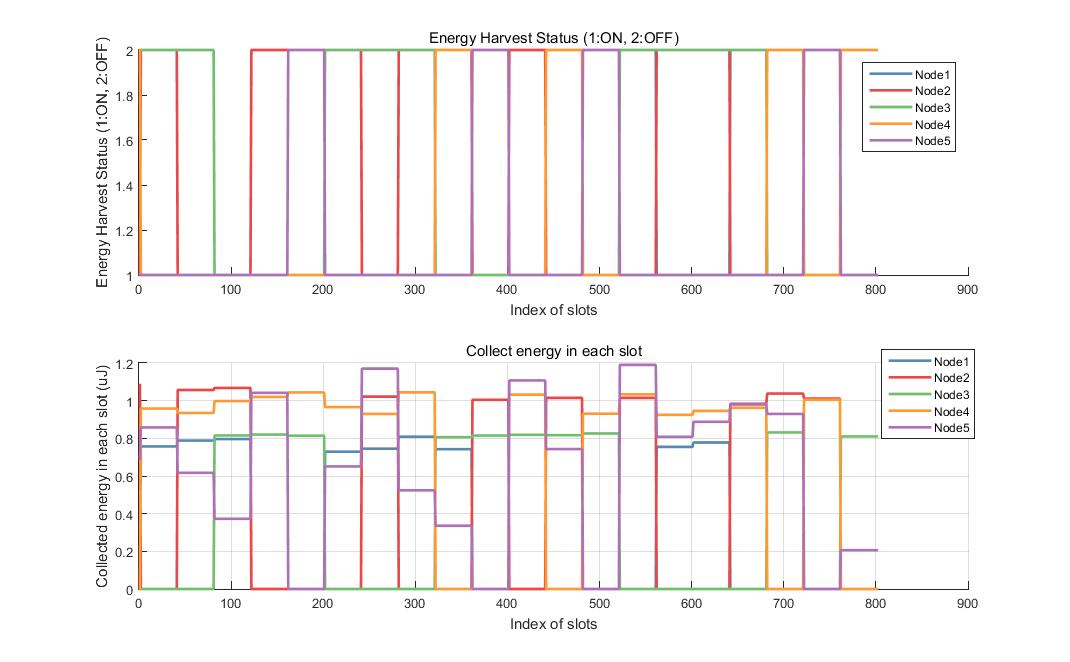 Energy Harvest Status (1:ON, 2:OFF)
Energy Harvest Status (1:ON, 2:OFF)
2
1.8
1.6
1.4
1.2
1
0 100 200 300 400 500 600 700 800 900
Index of slots
Node1
Node2
Node3
Node4
Node5
Collect energy in each slot
Collected energy in each slot (uJ)
1.2
1
0.8
0.6
0.4
0.2
0
0 100 200 300 400 500 600 700 800 900
Index of slots
Node1
Node2
Node3
Node4
Node5